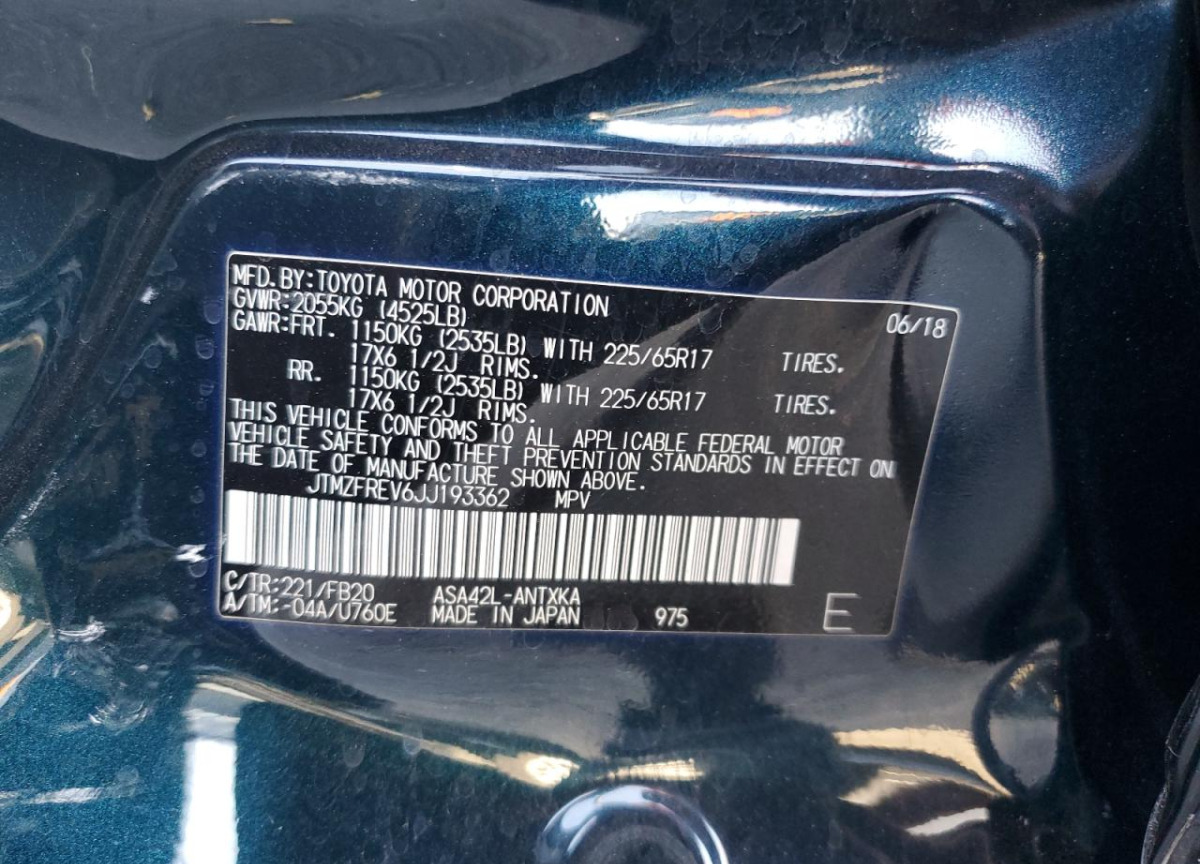 MFD.BY:TOYOTA MOTOR CORPORATION 06/18
GVWR:2055KG (4525LB)
GAWR:FRT. 1150KG (2535LB) WITH 225/65R17 TIRES.
17X6 1/2J RIMS.
RR. 1150KG (2535LB) WITH 225/65R17 TIRES.
17X6 1/2J RIMS.
THIS VEHICLE CONFORMS TO ALL APPLICABLE FEDERAL MOTOR
VEHICLE SAFETY AND THEFT PREVENTION STANDARDS IN EFFECT ON
THE DATE OF MANUFACTURE SHOWN ABOVE.
JTMZFREV6JJ193362 MPV
C/TR:221/FB20 ASA42L-ANTXKA
A/TM:-04A/U760E MADE IN JAPAN 975 E